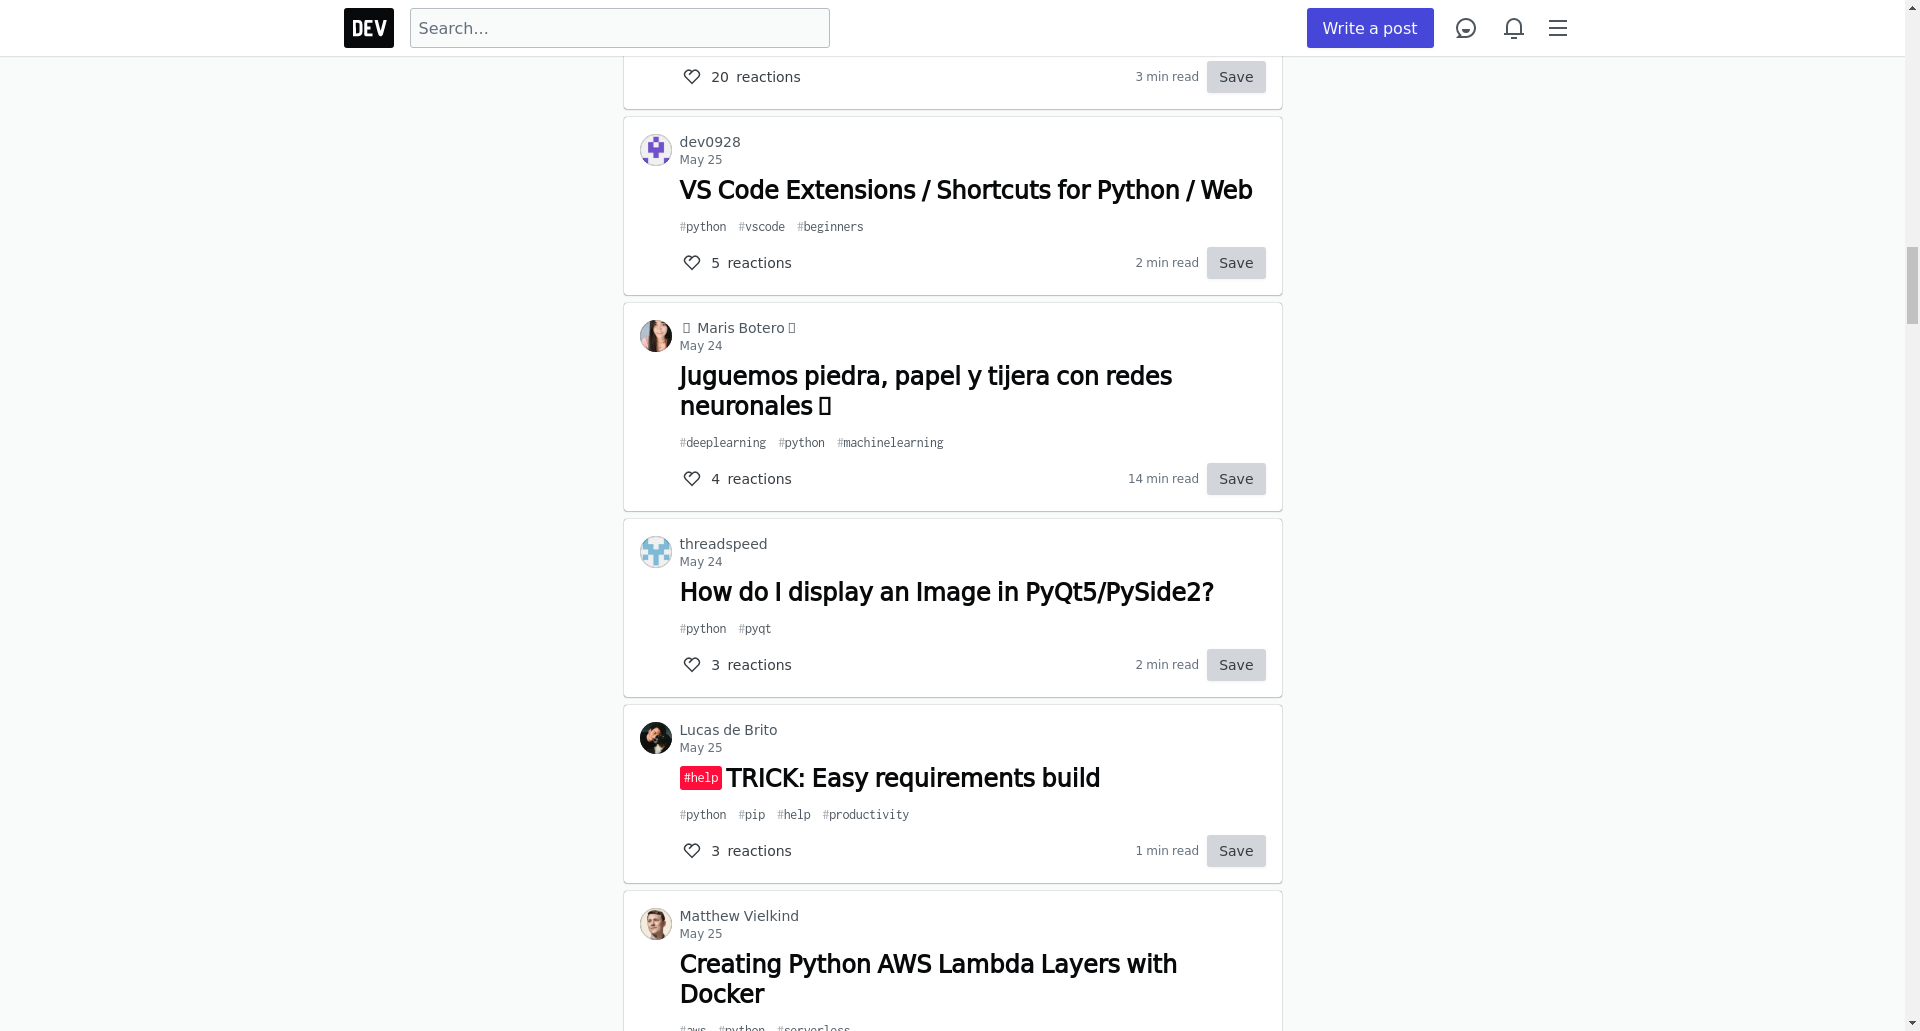 DEV
Search...
Write a post
20 reactions
3 min read
Save
dev0928
May 25
VS Code Extensions / Shortcuts for Python / Web
#python #vscode #beginners
5 reactions
2 min read
Save
Maris Botero
May 24
Juguemos piedra, papel y tijera con redes
neuronales
#deeplearning #python #machinelearning
4 reactions
14 min read
Save
threadspeed
May 24
How do I display an Image in PyQt5/PySide2?
#python #pyqt
3 reactions
2 min read
Save
Lucas de Brito
May 25
#help TRICK: Easy requirements build
#python #pip #help #productivity
3 reactions
1 min read
Save
Matthew Vielkind
May 25
Creating Python AWS Lambda Layers with
Docker
#aws #python #serverless